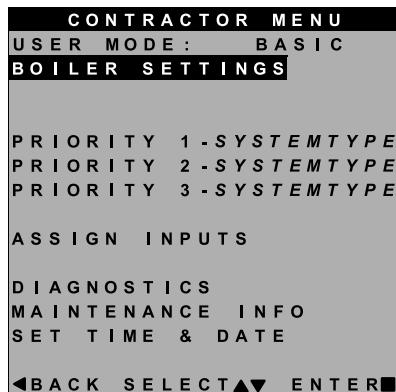 CONTRACTOR MENU
USER MODE: BASIC
BOILER SETTINGS
PRIORITY 1-SYSTEMTYPE
PRIORITY 2-SYSTEMTYPE
PRIORITY 3-SYSTEMTYPE
ASSIGN INPUTS
DIAGNOSTICS
MAINTENANCE INFO
SET TIME & DATE
◀BACK SELECT▲▼ ENTER■